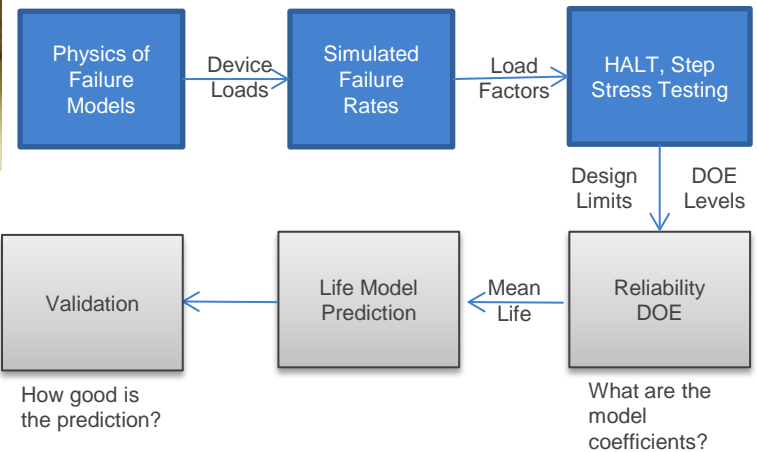 Physics of
Failure
Models
Device
Loads
Simulated
Failure
Rates
Load
Factors
HALT, Step
Stress Testing
Design
Limits
DOE
Levels
Validation
Life Model
Prediction
Mean
Life
Reliability
DOE
How good is
the prediction?
What are the
model
coefficients?